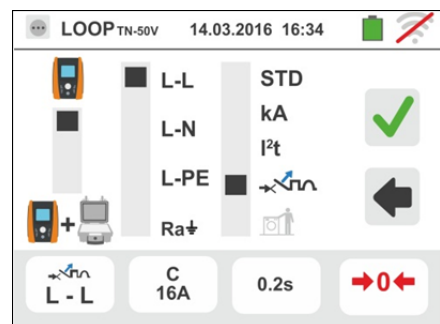 LOOP TN-50V 14.03.2016 16:34
L-L STD
L-N kA
I²t
L-PE
+
Ra
L - L
C
16A
0.2s
0